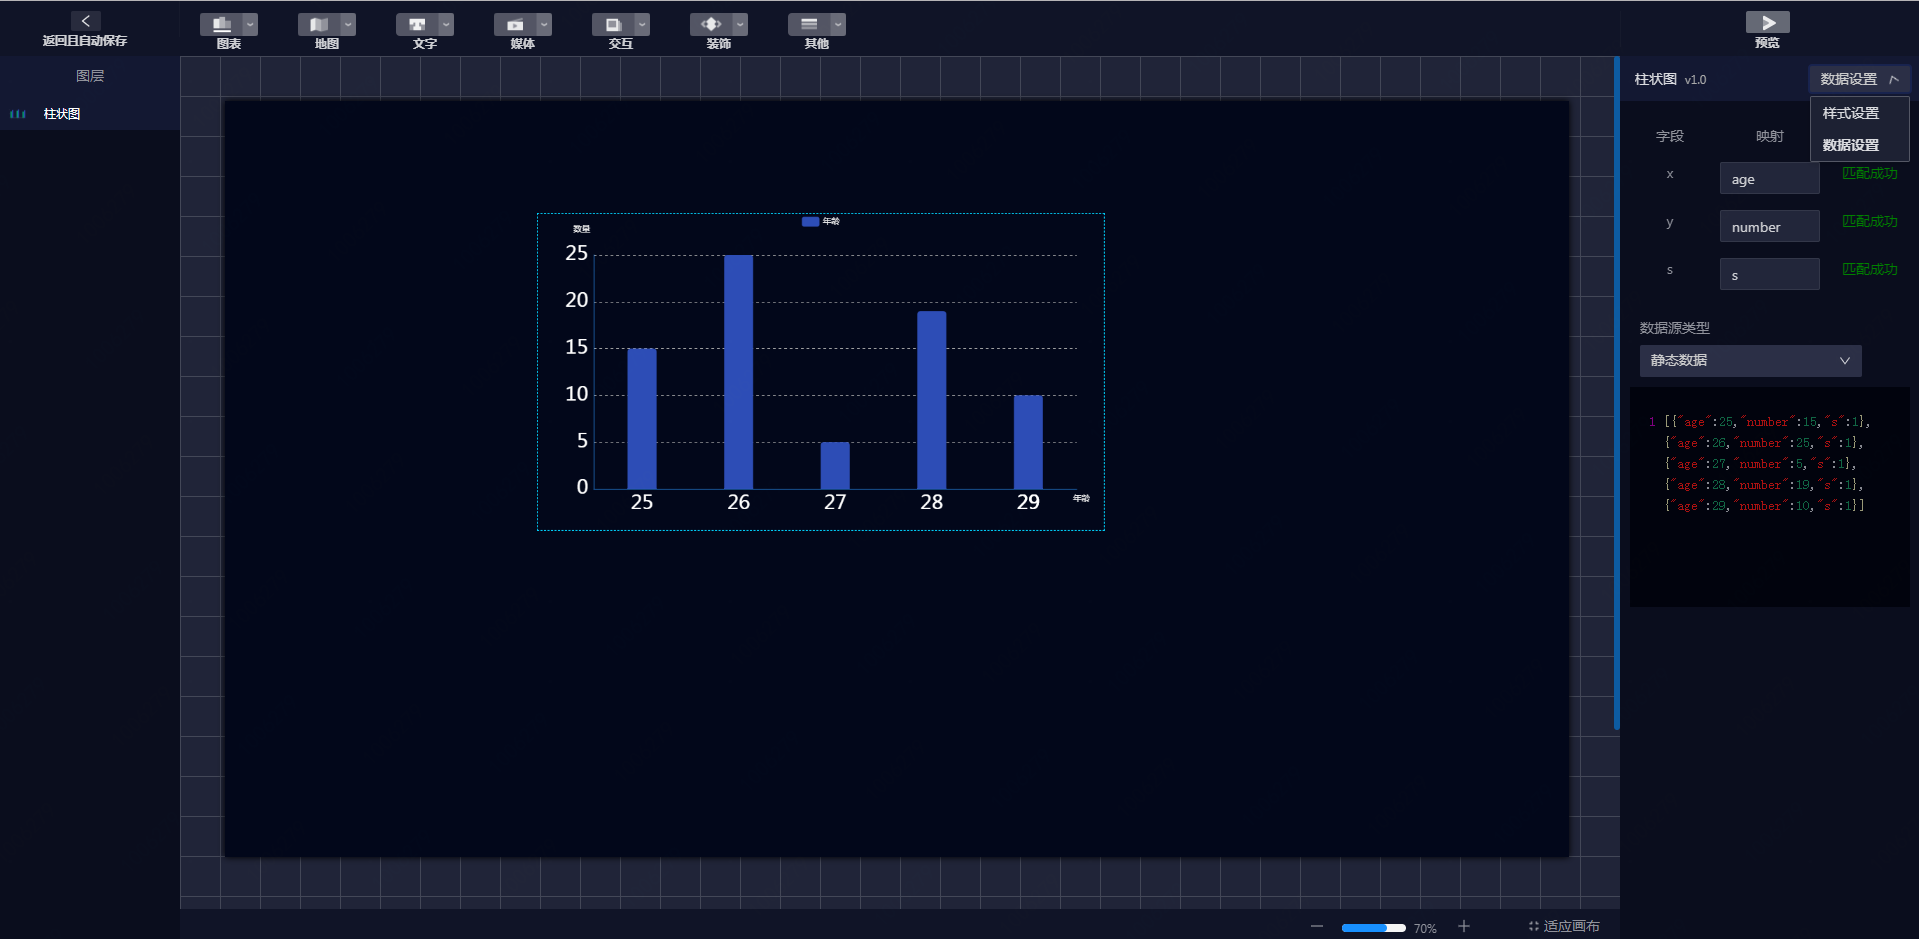 返回且自动保存
图表
地图
文字
媒体
交互
装饰
其他
预览
图层
柱状图
数量
年龄
25
20
15
10
5
0
25 26 27 28 29
年龄
柱状图 v1.0
数据设置
样式设置
数据设置
字段 映射
x age 匹配成功
y number 匹配成功
s s 匹配成功
数据源类型
静态数据
1 [{"age":25,"number":15,"s":1},
{"age":26,"number":25,"s":1},
{"age":27,"number":5,"s":1},
{"age":28,"number":19,"s":1},
{"age":29,"number":10,"s":1}]
70%
适应画布